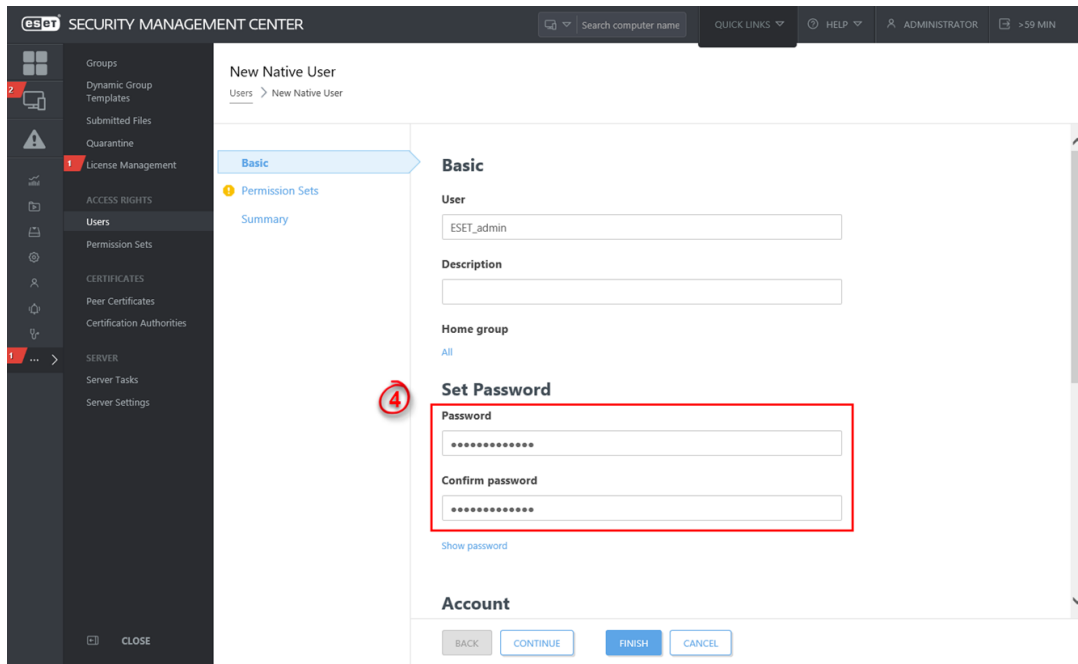 eset SECURITY MANAGEMENT CENTER
Search computer name
QUICK LINKS
HELP
ADMINISTRATOR
>59 MIN
2
1
1
...
Groups
Dynamic Group
Templates
Submitted Files
Quarantine
License Management
ACCESS RIGHTS
Users
Permission Sets
CERTIFICATES
Peer Certificates
Certification Authorities
SERVER
Server Tasks
Server Settings
CLOSE
New Native User
Users > New Native User
Basic
Permission Sets
Summary
Basic
User
ESET_admin
Description
Home group
All
4
Set Password
Password
•••••••••••••
Confirm password
•••••••••••••
Show password
Account
BACK
CONTINUE
FINISH
CANCEL